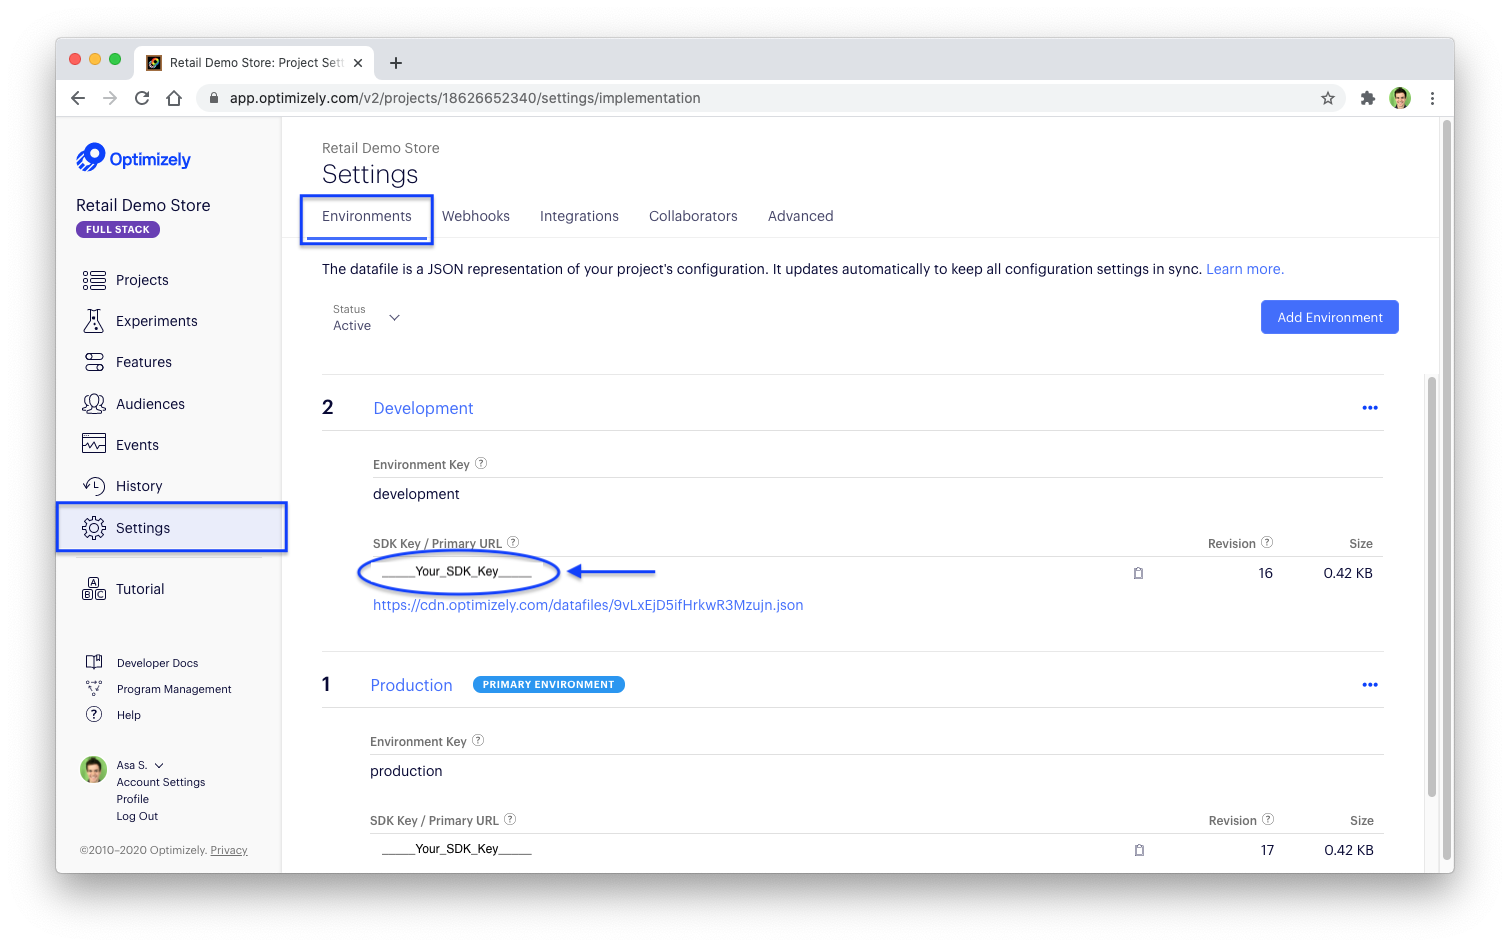 Retail Demo Store: Project Sett
app.optimizely.com/v2/projects/18626652340/settings/implementation
Optimizely
Retail Demo Store
FULL STACK
Projects
Experiments
Features
Audiences
Events
History
Settings
A
B C
Tutorial
Developer Docs
Program Management
? Help
Asa S.
Account Settings
Profile
Log Out
©2010–2020 Optimizely. Privacy
Retail Demo Store
Settings
Environments Webhooks Integrations Collaborators Advanced
The datafile is a JSON representation of your project's configuration. It updates automatically to keep all configuration settings in sync. Learn more.
Status
Active
Add Environment
2 Development
Environment Key ?
development
SDK Key / Primary URL ? Revision ? Size
_____Your_SDK_Key_____ 16 0.42 KB
https://cdn.optimizely.com/datafiles/9vLxEjD5ifHrkwR3Mzujn.json
1 Production PRIMARY ENVIRONMENT
Environment Key ?
production
SDK Key / Primary URL ? Revision ? Size
_____Your_SDK_Key_____ 17 0.42 KB